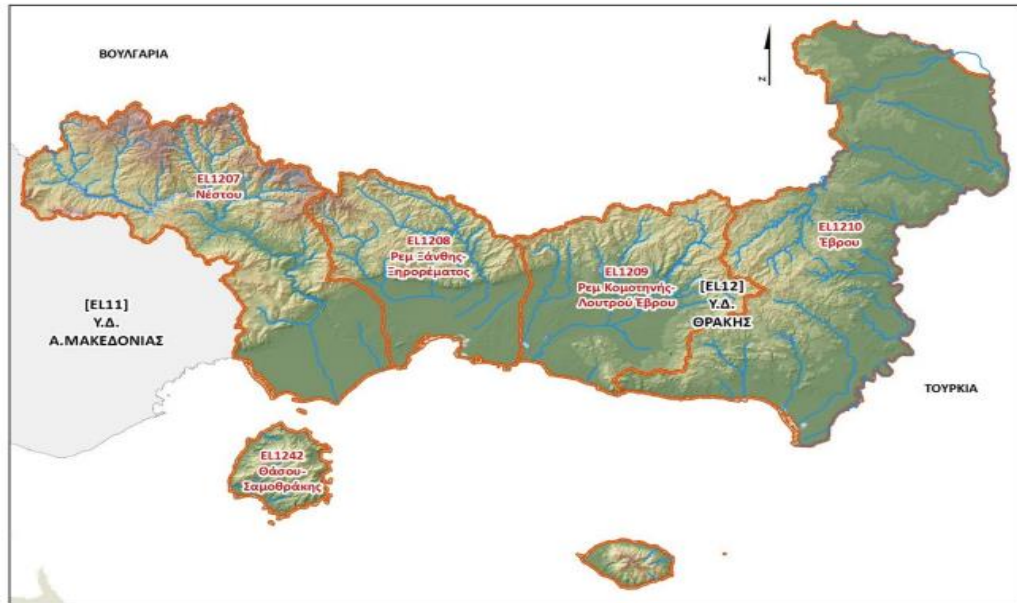 ΒΟΥΛΓΑΡΙΑ
Z
EL1207
Νέστου
EL1208
Ρεμ Ξάνθης-
Ξηρορέματος
EL1209
Ρεμ Κομοτηνής-
Λουτρού Έβρου
EL1210
Έβρου
[EL12]
Υ.Δ.
ΘΡΑΚΗΣ
[EL11]
Υ.Δ.
Α.ΜΑΚΕΔΟΝΙΑΣ
ΤΟΥΡΚΙΑ
EL1242
Θάσου-
Σαμοθράκης